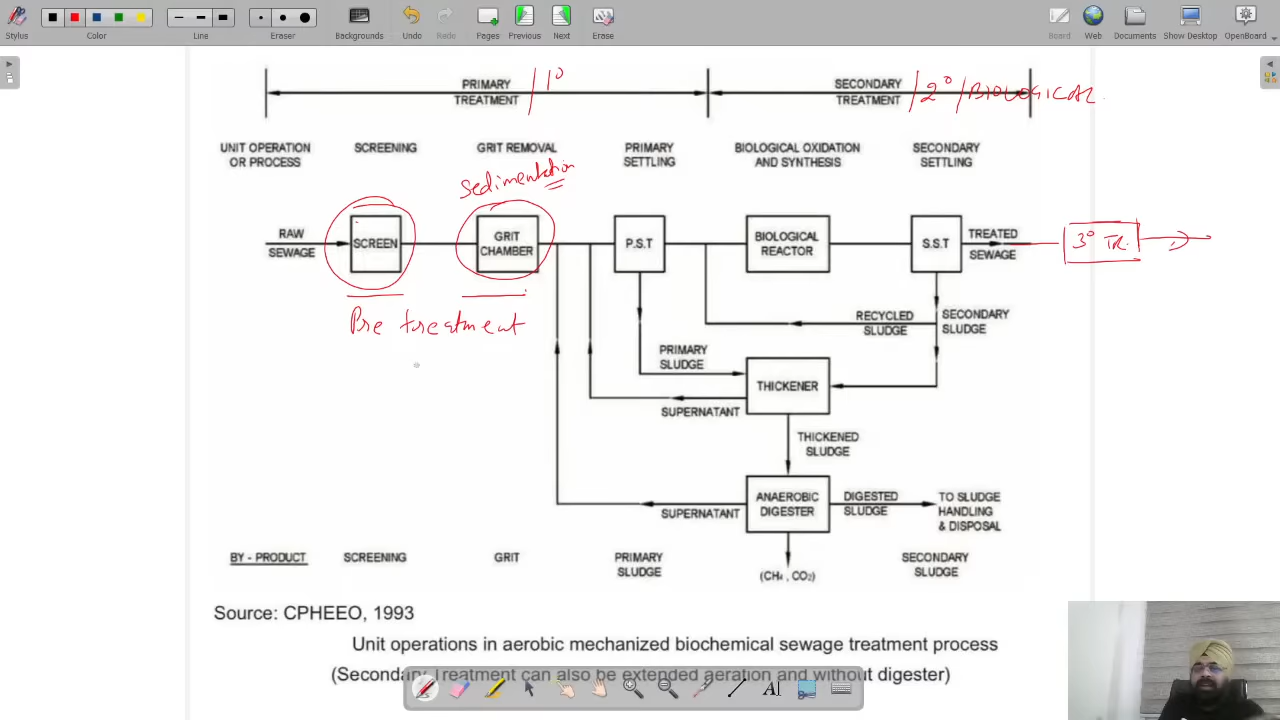 Stylus
Color
Line
Eraser
Backgrounds
Undo
Redo
Pages
Previous
Next
Erase
Board
Web
Documents
Show Desktop
OpenBoard
PRIMARY
TREATMENT / 1°
SECONDARY
TREATMENT / 2° / BIOLOGICAL
UNIT OPERATION
OR PROCESS
SCREENING
GRIT REMOVAL
PRIMARY
SETTLING
BIOLOGICAL OXIDATION
AND SYNTHESIS
SECONDARY
SETTLING
Sedimentation
RAW
SEWAGE
SCREEN
GRIT
CHAMBER
P.S.T
BIOLOGICAL
REACTOR
S.S.T
TREATED
SEWAGE
3° TR.
Pre treatment
RECYCLED
SLUDGE
SECONDARY
SLUDGE
PRIMARY
SLUDGE
THICKENER
SUPERNATANT
THICKENED
SLUDGE
ANAEROBIC
DIGESTER
SUPERNATANT
DIGESTED
SLUDGE
TO SLUDGE
HANDLING
& DISPOSAL
BY - PRODUCT
SCREENING
GRIT
PRIMARY
SLUDGE
(CH₄ , CO₂)
SECONDARY
SLUDGE
Source: CPHEEO, 1993
Unit operations in aerobic mechanized biochemical sewage treatment process
(Secondary Treatment can also be extended aeration and without digester)